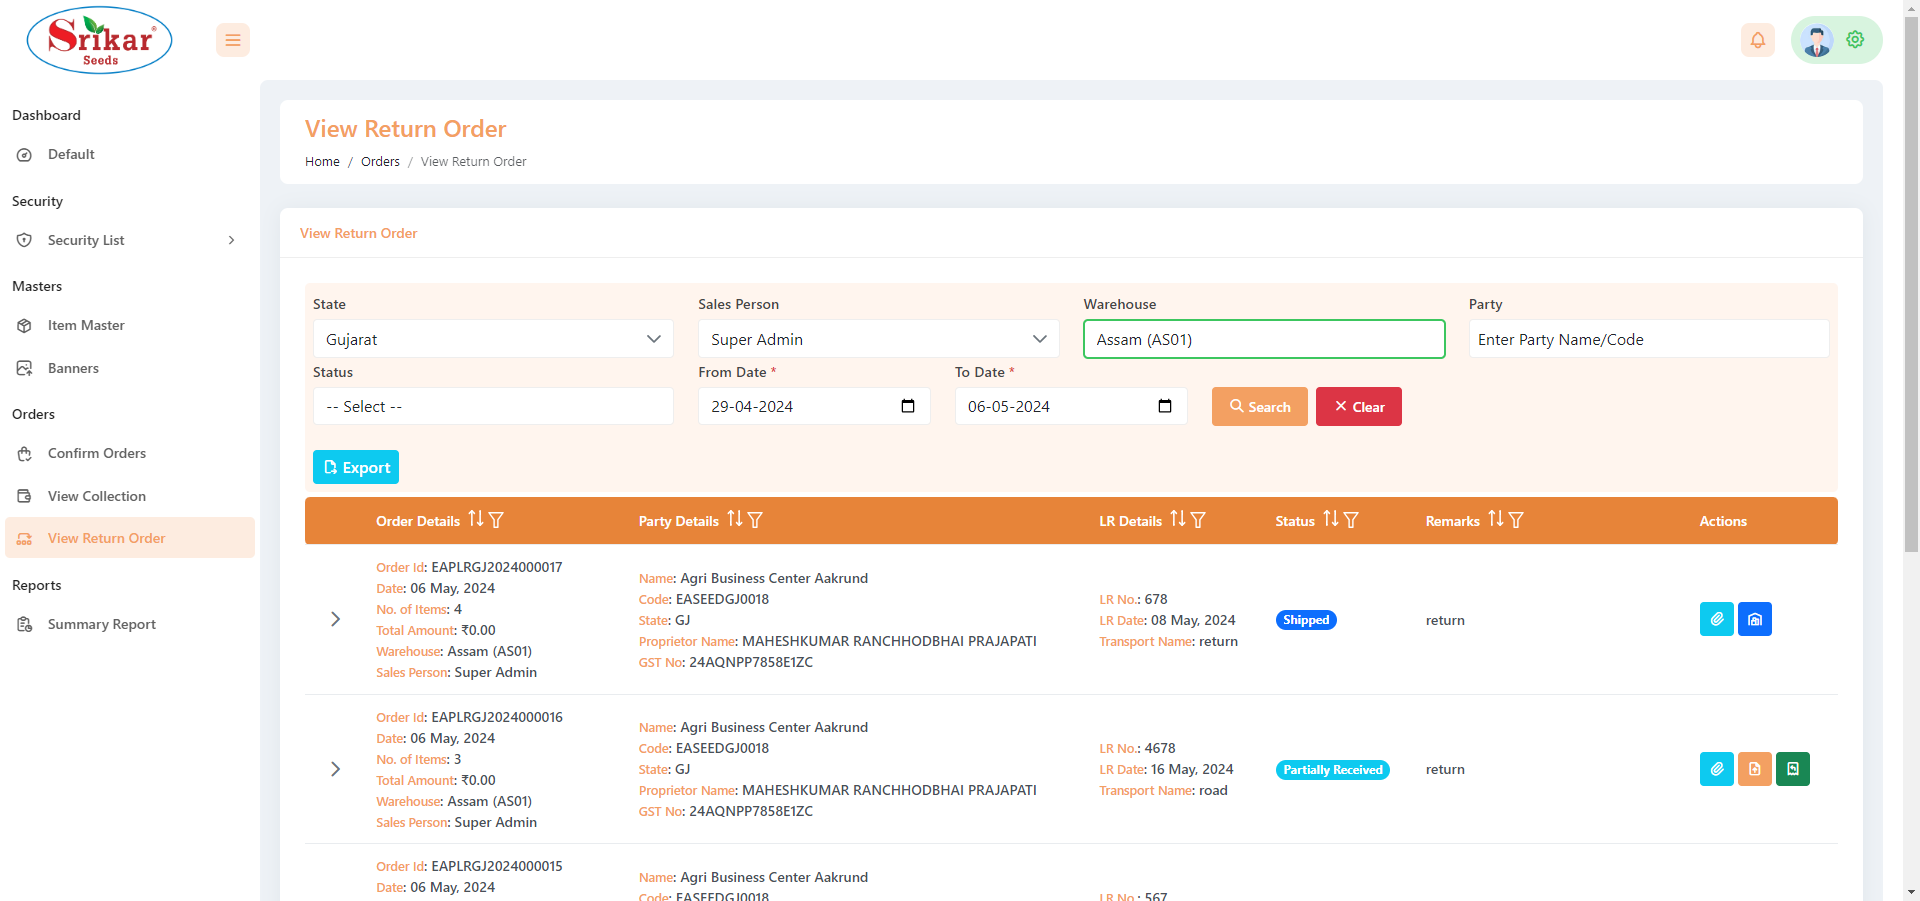 Srikar®
Seeds
Dashboard
Default
Security
Security List
Masters
Item Master
Banners
Orders
Confirm Orders
View Collection
View Return Order
Reports
Summary Report
View Return Order
Home / Orders / View Return Order
View Return Order
State Sales Person Warehouse Party
Gujarat Super Admin Assam (AS01) Enter Party Name/Code
Status From Date * To Date *
-- Select -- 29-04-2024 06-05-2024 Search Clear
Export
Order Details Party Details LR Details Status Remarks Actions
Order Id: EAPLRGJ2024000017
Date: 06 May, 2024
No. of Items: 4
Total Amount: ₹0.00
Warehouse: Assam (AS01)
Sales Person: Super Admin
Name: Agri Business Center Aakrund
Code: EASEEDGJ0018
State: GJ
Proprietor Name: MAHESHKUMAR RANCHHODBHAI PRAJAPATI
GST No: 24AQNPP7858E1ZC
LR No.: 678
LR Date: 08 May, 2024
Transport Name: return
Shipped
return
Order Id: EAPLRGJ2024000016
Date: 06 May, 2024
No. of Items: 3
Total Amount: ₹0.00
Warehouse: Assam (AS01)
Sales Person: Super Admin
Name: Agri Business Center Aakrund
Code: EASEEDGJ0018
State: GJ
Proprietor Name: MAHESHKUMAR RANCHHODBHAI PRAJAPATI
GST No: 24AQNPP7858E1ZC
LR No.: 4678
LR Date: 16 May, 2024
Transport Name: road
Partially Received
return
Order Id: EAPLRGJ2024000015
Date: 06 May, 2024
Name: Agri Business Center Aakrund
Code: EASEEDGJ0018
LR No.: 567